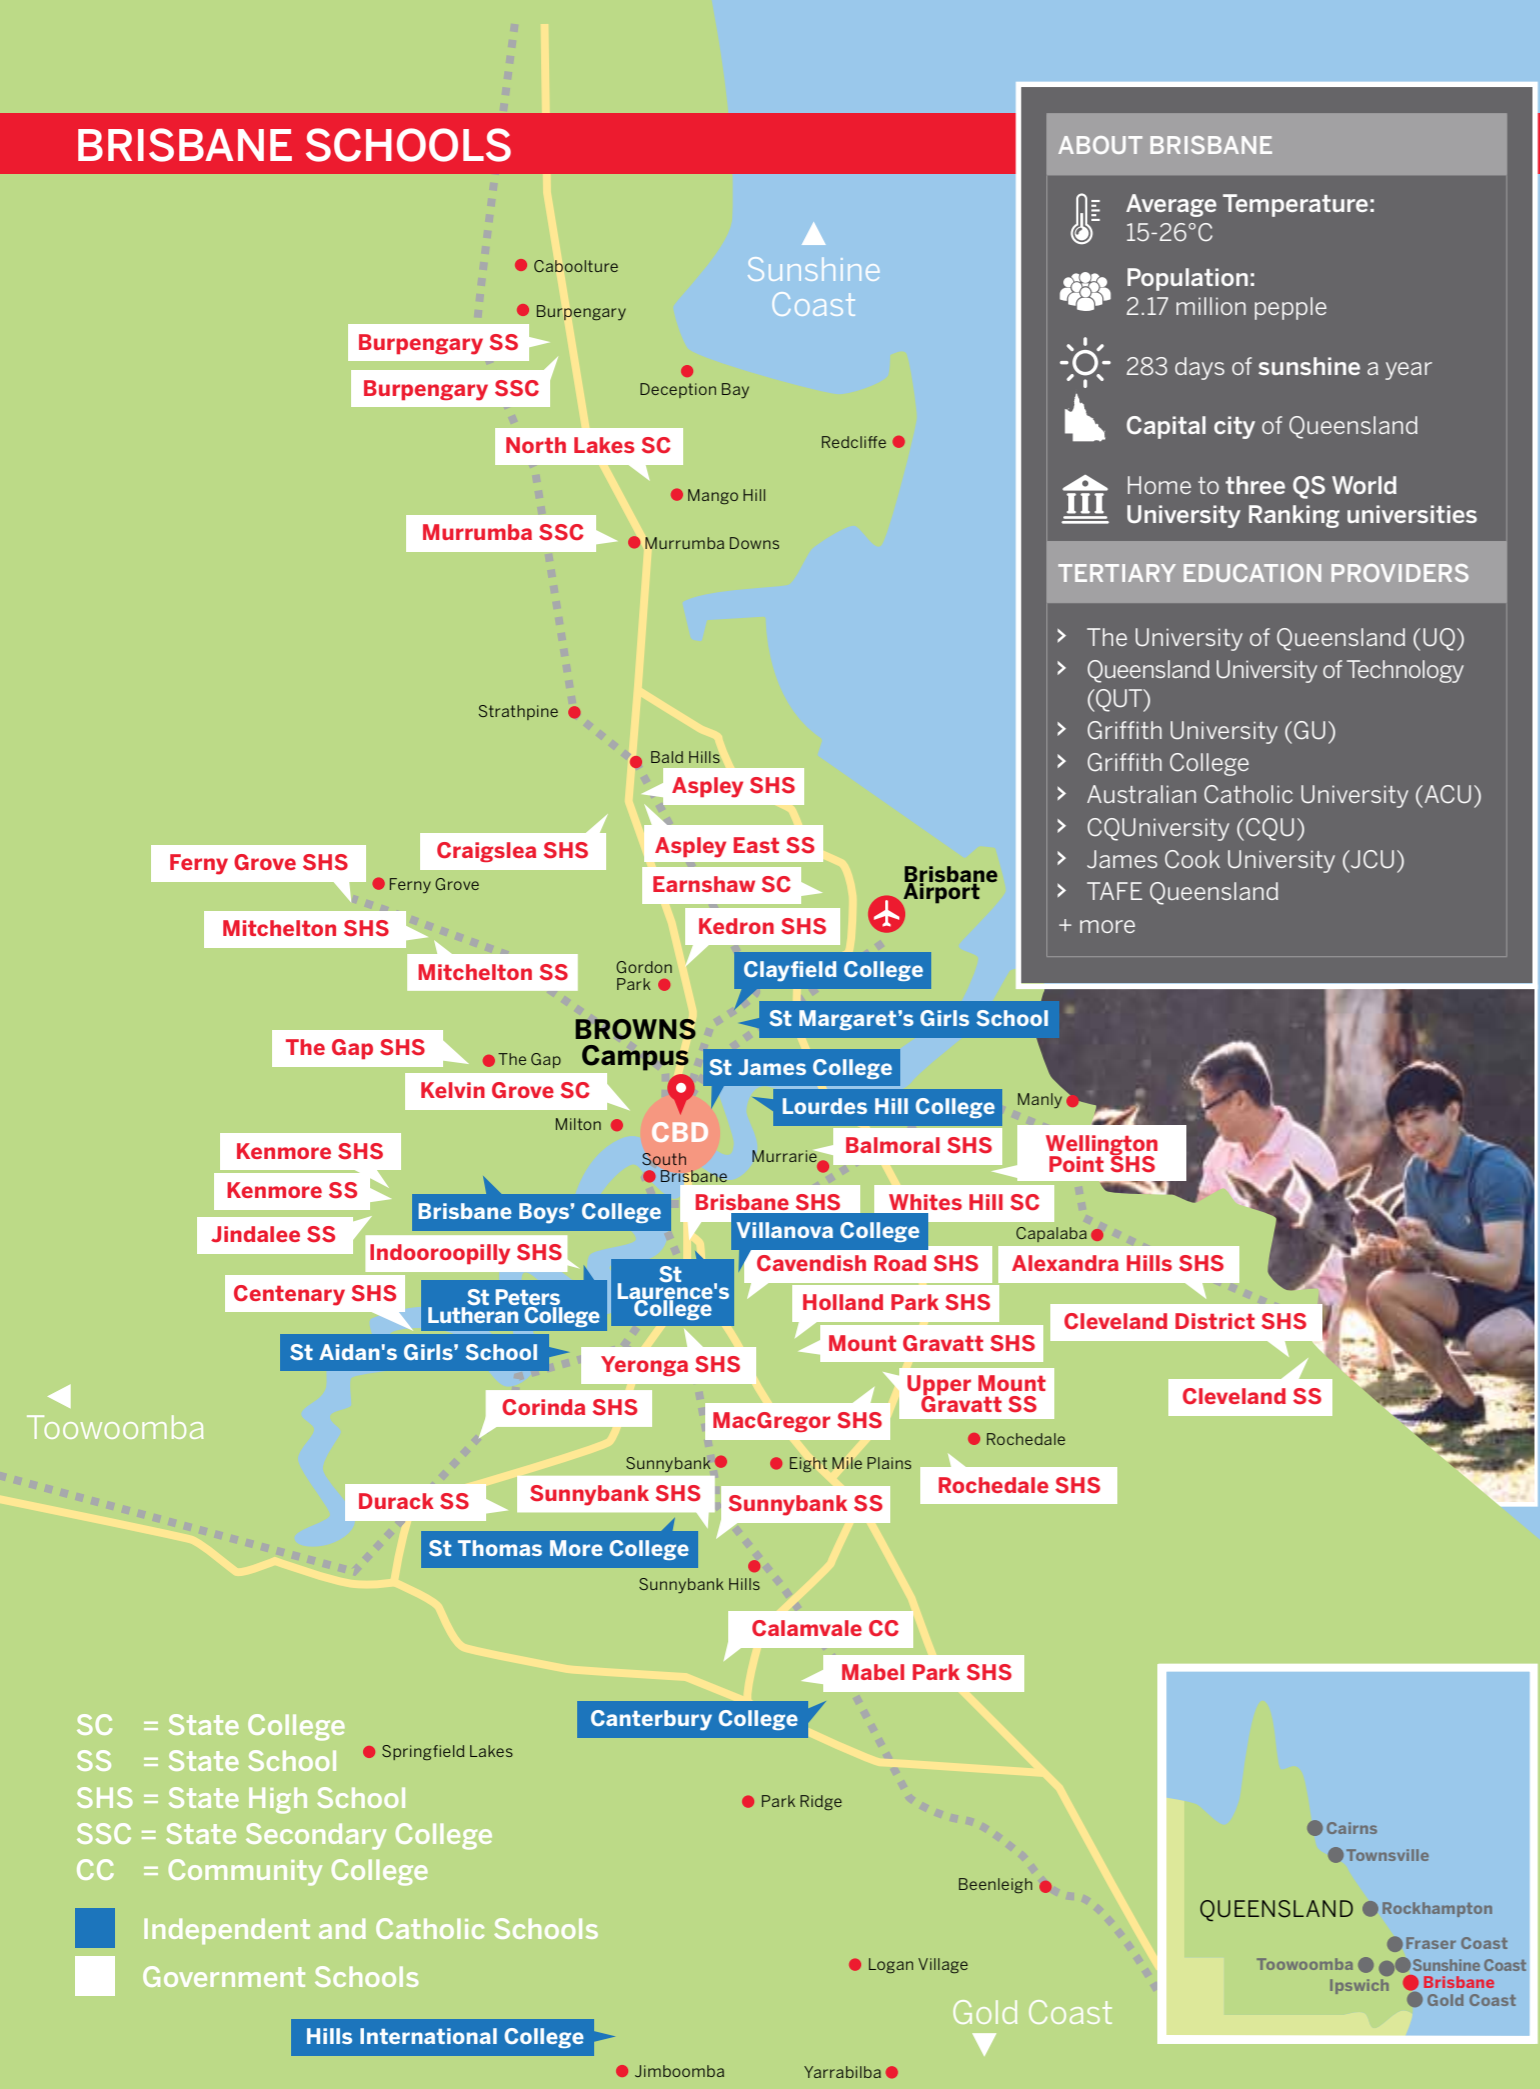 BRISBANE SCHOOLS
ABOUT BRISBANE
Average Temperature:
15-26°C
Population:
2.17 million pepple
283 days of sunshine a year
Capital city of Queensland
Home to three QS World
University Ranking universities
TERTIARY EDUCATION PROVIDERS
> The University of Queensland (UQ)
> Queensland University of Technology
(QUT)
> Griffith University (GU)
> Griffith College
> Australian Catholic University (ACU)
> CQUniversity (CQU)
> James Cook University (JCU)
> TAFE Queensland
+ more
Sunshine
Coast
Caboolture
Burpengary
Burpengary SS
Burpengary SSC
Deception Bay
North Lakes SC
Redcliffe
Mango Hill
Murrumba SSC
Murrumba Downs
Strathpine
Bald Hills
Aspley SHS
Craigslea SHS
Aspley East SS
Ferny Grove SHS
Ferny Grove
Earnshaw SC
Brisbane
Airport
Mitchelton SHS
Kedron SHS
Mitchelton SS
Gordon
Park
Clayfield College
St Margaret's Girls School
BROWNS
Campus
The Gap SHS
The Gap
St James College
Kelvin Grove SC
Lourdes Hill College
Manly
Milton
CBD
Kenmore SHS
South
Brisbane
Murrarie
Balmoral SHS
Wellington
Point SHS
Kenmore SS
Brisbane Boys' College
Brisbane SHS
Whites Hill SC
Jindalee SS
Villanova College
Capalaba
Indooroopilly SHS
Cavendish Road SHS
Alexandra Hills SHS
Centenary SHS
St Peters
Lutheran College
St
Laurence's
College
Holland Park SHS
Cleveland District SHS
St Aidan's Girls' School
Yeronga SHS
Mount Gravatt SHS
Upper Mount
Gravatt SS
Cleveland SS
Toowoomba
Corinda SHS
MacGregor SHS
Rochedale
Sunnybank
Eight Mile Plains
Rochedale SHS
Durack SS
Sunnybank SHS
Sunnybank SS
St Thomas More College
Sunnybank Hills
Calamvale CC
Mabel Park SHS
Canterbury College
SC = State College
SS = State School
SHS = State High School
SSC = State Secondary College
CC = Community College
Independent and Catholic Schools
Government Schools
Springfield Lakes
Park Ridge
Beenleigh
Logan Village
Gold Coast
Hills International College
Jimboomba
Yarrabilba
Cairns
Townsville
QUEENSLAND
Rockhampton
Fraser Coast
Toowoomba
Sunshine Coast
Ipswich
Brisbane
Gold Coast